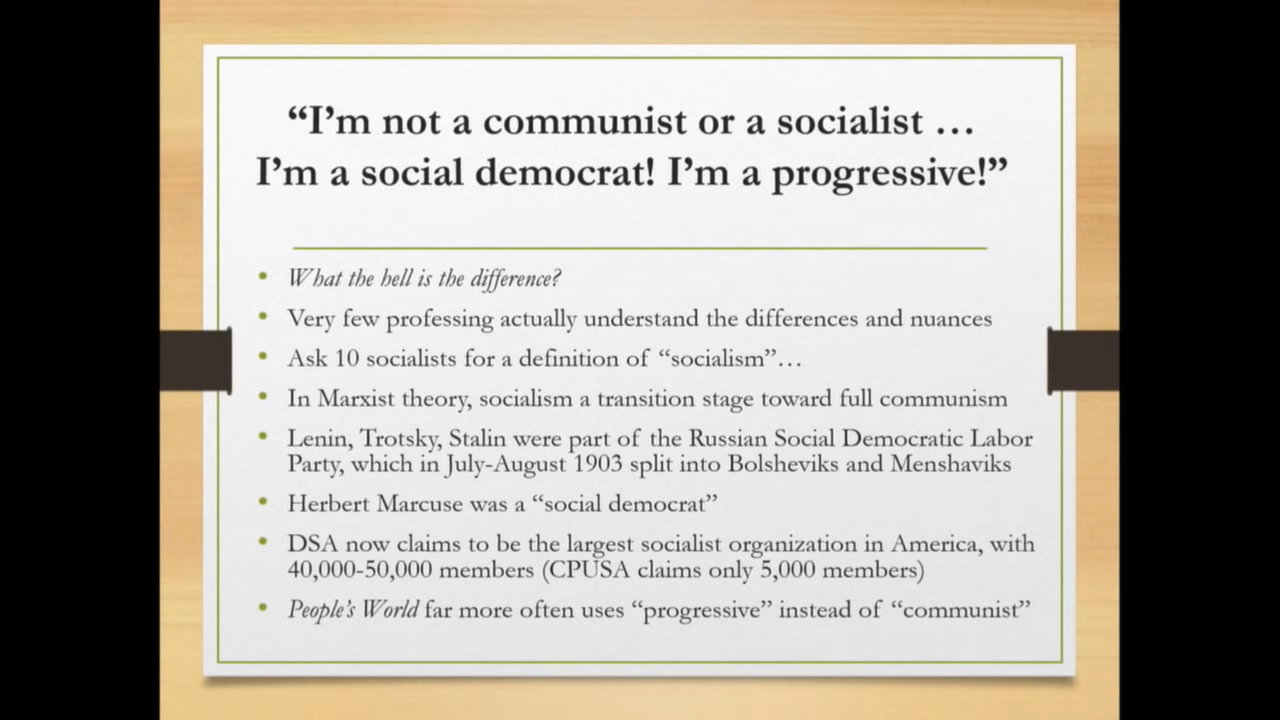 “I’m not a communist or a socialist …
I’m a social democrat! I’m a progressive!”
• What the hell is the difference?
• Very few professing actually understand the differences and nuances
• Ask 10 socialists for a definition of “socialism”…
• In Marxist theory, socialism a transition stage toward full communism
• Lenin, Trotsky, Stalin were part of the Russian Social Democratic Labor
Party, which in July-August 1903 split into Bolsheviks and Menshaviks
• Herbert Marcuse was a “social democrat”
• DSA now claims to be the largest socialist organization in America, with
40,000-50,000 members (CPUSA claims only 5,000 members)
• People’s World far more often uses “progressive” instead of “communist”